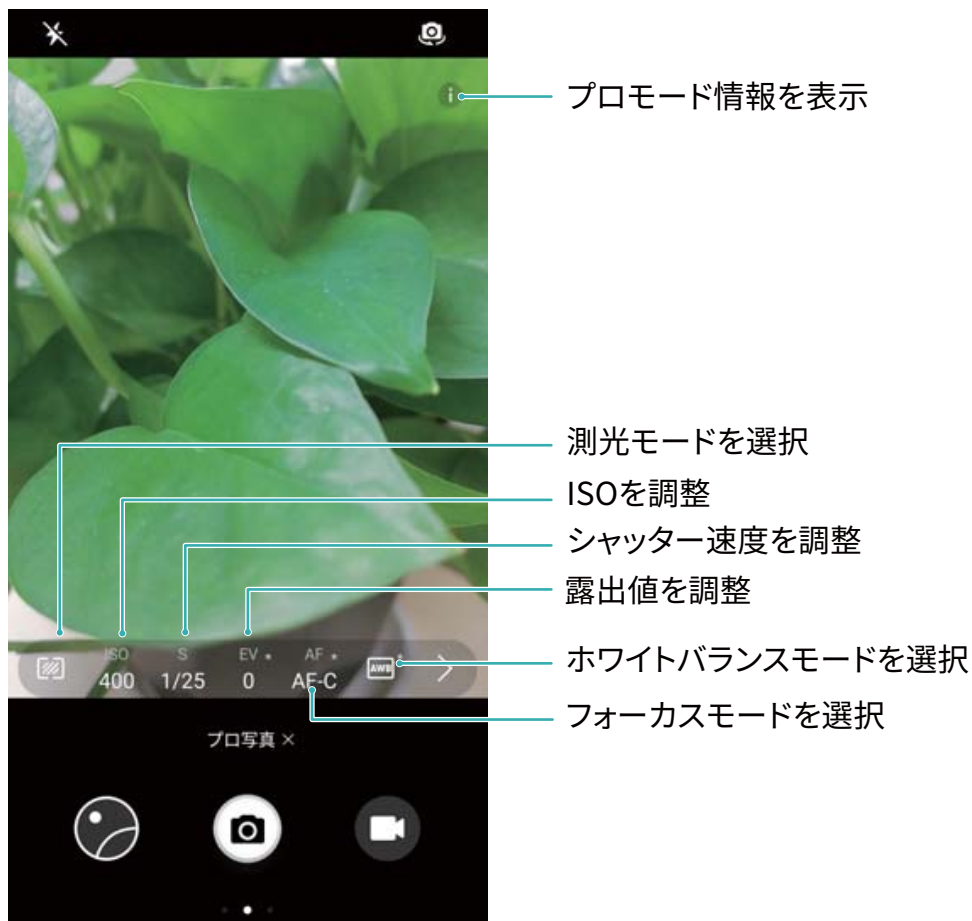 プロモード情報を表示
測光モードを選択
ISOを調整
シャッター速度を調整
露出値を調整
ISO S EV AF
400 1/25 0 AF-C AWB
ホワイトバランスモードを選択
フォーカスモードを選択
プロ写真 ×